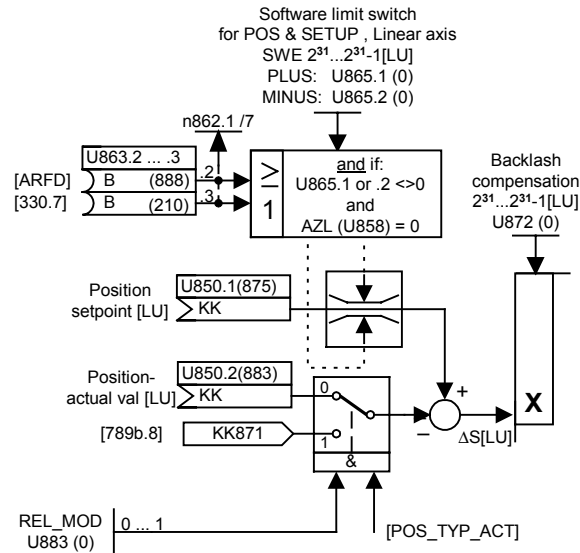 Software limit switch
for POS & SETUP , Linear axis
SWE 2³¹...2³¹-1[LU]
PLUS: U865.1 (0)
MINUS: U865.2 (0)
n862.1 /7
U863.2 ... .3
[ARFD] B (888) .2
[330.7] B (210) .3
≥
1
and if:
U865.1 or .2 <>0
and
AZL (U858) = 0
Backlash
compensation
2³¹...2³¹-1[LU]
U872 (0)
Position
setpoint [LU]
U850.1(875)
KK
Position-
actual val [LU]
U850.2(883)
KK
0
[789b.8] KK871 1
&
+
−
ΔS[LU]
X
REL_MOD 0 ... 1
U883 (0)
[POS_TYP_ACT]